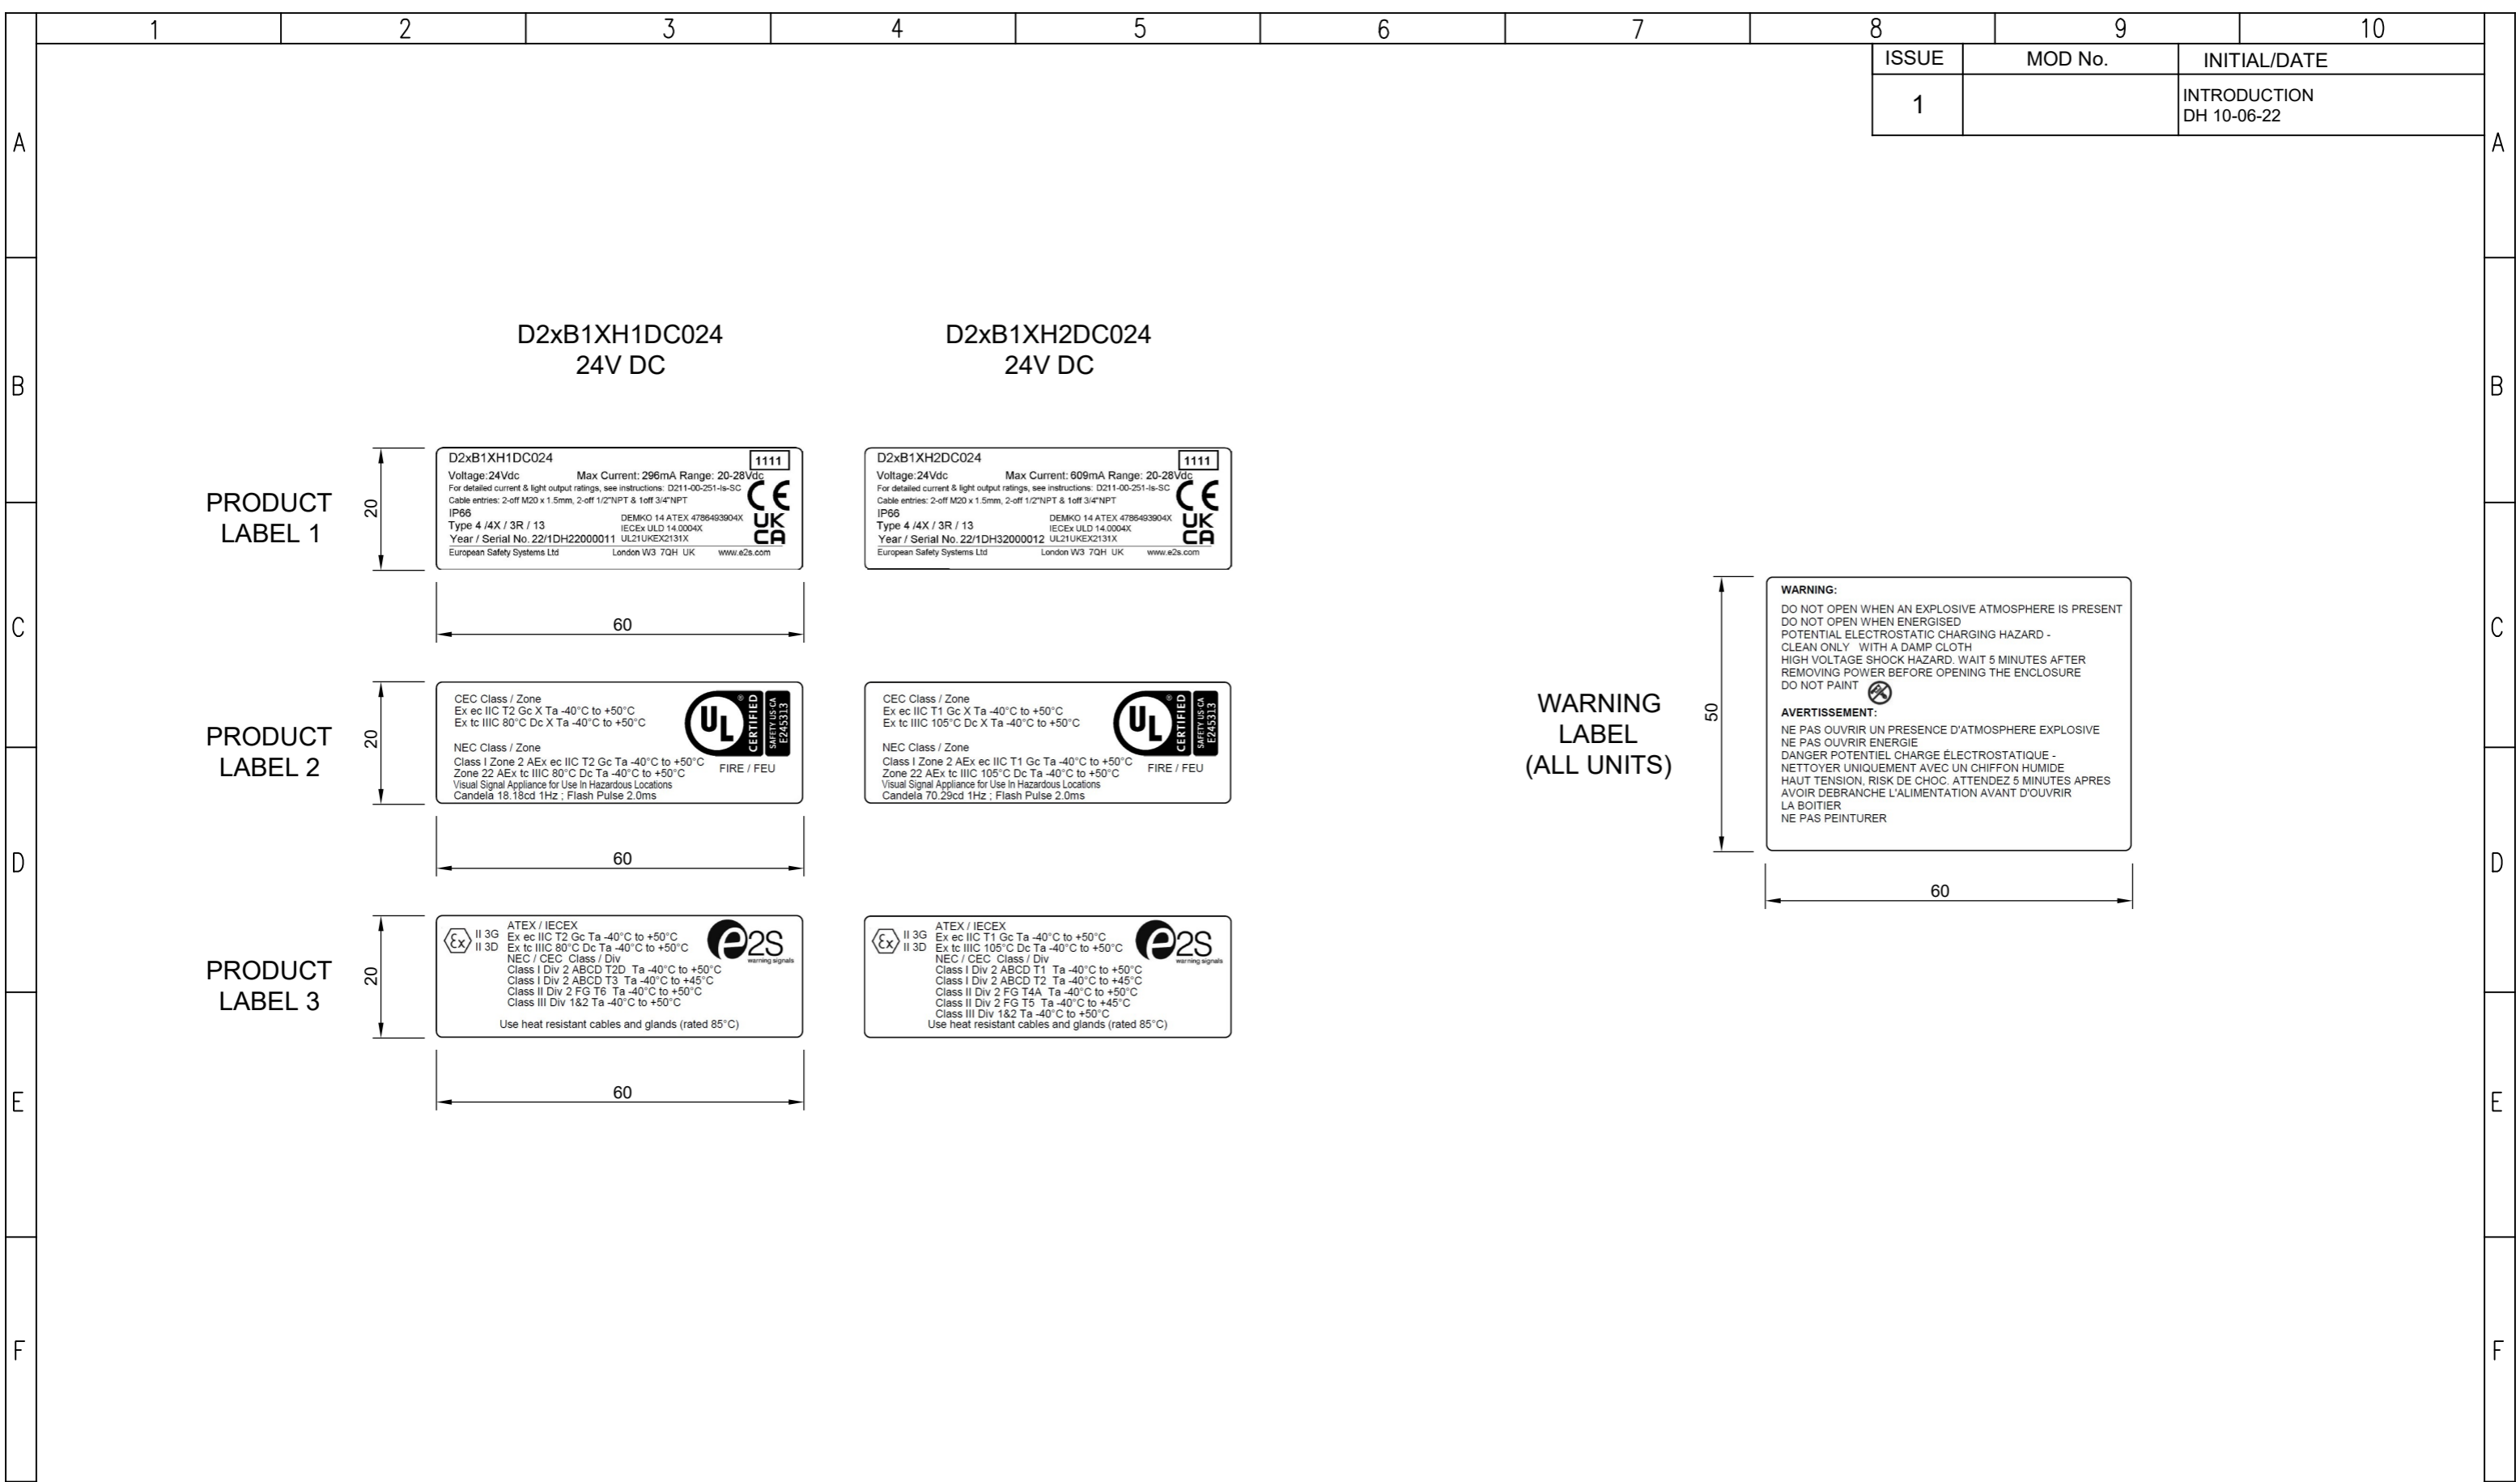 1 2 3 4 5 6 7 8 9 10
ISSUE MOD No. INITIAL/DATE
1 INTRODUCTION
DH 10-06-22
A A
B B
C C
D D
E E
F F
D2xB1XH1DC024
24V DC
D2xB1XH2DC024
24V DC
PRODUCT
LABEL 1
20
D2xB1XH1DC024 1111
Voltage:24Vdc Max Current: 296mA Range: 20-28Vdc
For detailed current & light output ratings, see instructions: D211-00-251-Is-SC
Cable entries: 2-off M20 x 1.5mm, 2-off 1/2"NPT & 1off 3/4"NPT
CE
IP66
Type 4 /4X / 3R / 13
DEMKO 14 ATEX 4786493904X
IECEx ULD 14.0004X
UK
CA
Year / Serial No. 22/1DH22000011 UL21UKEX2131X
European Safety Systems Ltd London W3 7QH UK www.e2s.com
60
D2xB1XH2DC024 1111
Voltage:24Vdc Max Current: 609mA Range: 20-28Vdc
For detailed current & light output ratings, see instructions: D211-00-251-Is-SC
Cable entries: 2-off M20 x 1.5mm, 2-off 1/2"NPT & 1off 3/4"NPT
CE
IP66
Type 4 /4X / 3R / 13
DEMKO 14 ATEX 4786493904X
IECEx ULD 14.0004X
UK
CA
Year / Serial No. 22/1DH32000012 UL21UKEX2131X
European Safety Systems Ltd London W3 7QH UK www.e2s.com
PRODUCT
LABEL 2
20
CEC Class / Zone
Ex ec IIC T2 Gc X Ta -40°C to +50°C
Ex tc IIIC 80°C Dc X Ta -40°C to +50°C
NEC Class / Zone
Class I Zone 2 AEx ec IIC T2 Gc Ta -40°C to +50°C
Zone 22 AEx tc IIIC 80°C Dc Ta -40°C to +50°C
Visual Signal Appliance for Use In Hazardous Locations
Candela 18.18cd 1Hz ; Flash Pulse 2.0ms
UL ®
CERTIFIED
SAFETY US·CA
E245313
FIRE / FEU
60
CEC Class / Zone
Ex ec IIC T1 Gc X Ta -40°C to +50°C
Ex tc IIIC 105°C Dc X Ta -40°C to +50°C
NEC Class / Zone
Class I Zone 2 AEx ec IIC T1 Gc Ta -40°C to +50°C
Zone 22 AEx tc IIIC 105°C Dc Ta -40°C to +50°C
Visual Signal Appliance for Use In Hazardous Locations
Candela 70.29cd 1Hz ; Flash Pulse 2.0ms
UL ®
CERTIFIED
SAFETY US·CA
E245313
FIRE / FEU
PRODUCT
LABEL 3
20
Ex II 3G
II 3D
ATEX / IECEX
Ex ec IIC T2 Gc Ta -40°C to +50°C
Ex tc IIIC 80°C Dc Ta -40°C to +50°C
NEC / CEC Class / Div
Class I Div 2 ABCD T2D Ta -40°C to +50°C
Class I Div 2 ABCD T3 Ta -40°C to +45°C
Class II Div 2 FG T6 Ta -40°C to +50°C
Class III Div 1&2 Ta -40°C to +50°C
Use heat resistant cables and glands (rated 85°C)
e2S
warning signals
60
Ex II 3G
II 3D
ATEX / IECEX
Ex ec IIC T1 Gc Ta -40°C to +50°C
Ex tc IIIC 105°C Dc Ta -40°C to +50°C
NEC / CEC Class / Div
Class I Div 2 ABCD T1 Ta -40°C to +50°C
Class I Div 2 ABCD T2 Ta -40°C to +45°C
Class II Div 2 FG T4A Ta -40°C to +50°C
Class II Div 2 FG T5 Ta -40°C to +45°C
Class III Div 1&2 Ta -40°C to +50°C
Use heat resistant cables and glands (rated 85°C)
e2S
warning signals
WARNING
LABEL
(ALL UNITS)
50
WARNING:
DO NOT OPEN WHEN AN EXPLOSIVE ATMOSPHERE IS PRESENT
DO NOT OPEN WHEN ENERGISED
POTENTIAL ELECTROSTATIC CHARGING HAZARD -
CLEAN ONLY WITH A DAMP CLOTH
HIGH VOLTAGE SHOCK HAZARD. WAIT 5 MINUTES AFTER
REMOVING POWER BEFORE OPENING THE ENCLOSURE
DO NOT PAINT
AVERTISSEMENT:
NE PAS OUVRIR UN PRESENCE D'ATMOSPHERE EXPLOSIVE
NE PAS OUVRIR ENERGIE
DANGER POTENTIEL CHARGE ÉLECTROSTATIQUE -
NETTOYER UNIQUEMENT AVEC UN CHIFFON HUMIDE
HAUT TENSION, RISK DE CHOC. ATTENDEZ 5 MINUTES APRES
AVOIR DEBRANCHE L'ALIMENTATION AVANT D'OUVRIR
LA BOITIER
NE PAS PEINTURER
60